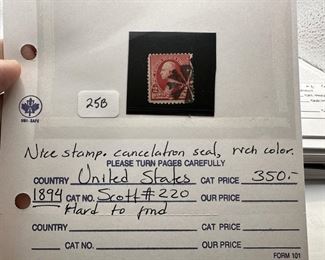 25B
Nice stamp. cancelation seal, rich color.
PLEASE TURN PAGES CAREFULLY
COUNTRY United States CAT PRICE 350.-
1894 CAT NO. Scott #220 OUR PRICE
Hard to find
COUNTRY CAT PRICE
CAT NO. OUR PRICE
FORM 101